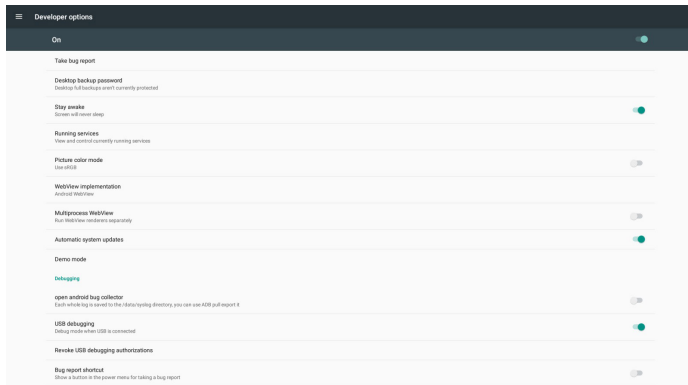 Developer options
On
Take bug report
Desktop backup password
Desktop full backups aren't currently protected
Stay awake
Screen will never sleep
Running services
View and control currently running services
Picture color mode
Use sRGB
WebView implementation
Android WebView
Multiprocess WebView
Run WebView renderers separately
Automatic system updates
Demo mode
Debugging
open android bug collector
Each whole log is saved to the /data/syslog directory, you can use ADB pull export it
USB debugging
Debug mode when USB is connected
Revoke USB debugging authorizations
Bug report shortcut
Show a button in the power menu for taking a bug report